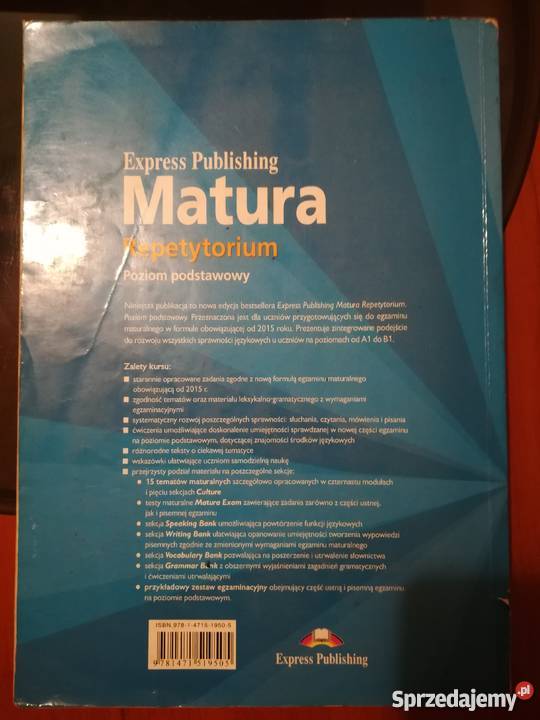 Express Publishing
Matura
Repetytorium
Poziom podstawowy
Niniejsza publikacja to nowa edycja bestsellera Express Publishing Matura Repetytorium.
Poziom podstawowy. Przeznaczona jest dla uczniów przygotowujących się do egzaminu
maturalnego w formule obowiązującej od 2015 roku. Prezentuje zintegrowane podejście
do rozwoju wszystkich sprawności językowych u uczniów na poziomach od A1 do B1.
Zalety kursu:
starannie opracowane zadania zgodne z nową formułą egzaminu maturalnego
obowiązującą od 2015 r.
zgodność tematów oraz materiału leksykalno-gramatycznego z wymaganiami
egzaminacyjnymi
systematyczny rozwój poszczególnych sprawności: słuchania, czytania, mówienia i pisania
ćwiczenia umożliwiające doskonalenie umiejętności sprawdzanej w nowej części egzaminu
na poziomie podstawowym, dotyczącej znajomości środków językowych
różnorodne teksty o ciekawej tematyce
wskazówki ułatwiające uczniom samodzielną naukę
przejrzysty podział materiału na poszczególne sekcje:
• 15 tematów maturalnych szczegółowo opracowanych w czternastu modułach
i pięciu sekcjach Culture
• testy maturalne Matura Exam zawierające zadania zarówno z części ustnej,
jak i pisemnej egzaminu
• sekcja Speaking Bank umożliwiająca powtórzenie funkcji językowych
• sekcja Writing Bank ułatwiająca opanowanie umiejętności tworzenia wypowiedzi
pisemnych zgodnie ze zmienionymi wymaganiami egzaminu maturalnego
• sekcja Vocabulary Bank pozwalająca na poszerzenie i utrwalenie słownictwa
• sekcja Grammar Bank z obszernymi wyjaśnieniami zagadnień gramatycznych
i ćwiczeniami utrwalającymi
• przykładowy zestaw egzaminacyjny obejmujący część ustną i pisemną egzaminu
na poziomie podstawowym.
ISBN 978-1-4715-1950-5
9 781471 519505
Express Publishing
Sprzedajemy.pl